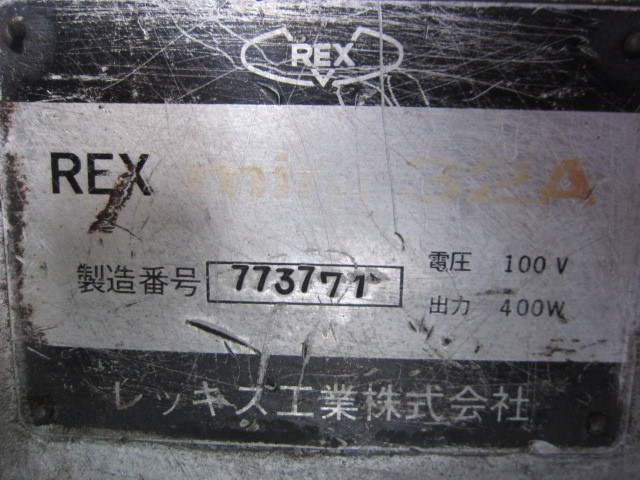 REX
REX mini 32A
製造番号 773771
電圧 100V
出力 400W
レッキス工業株式会社